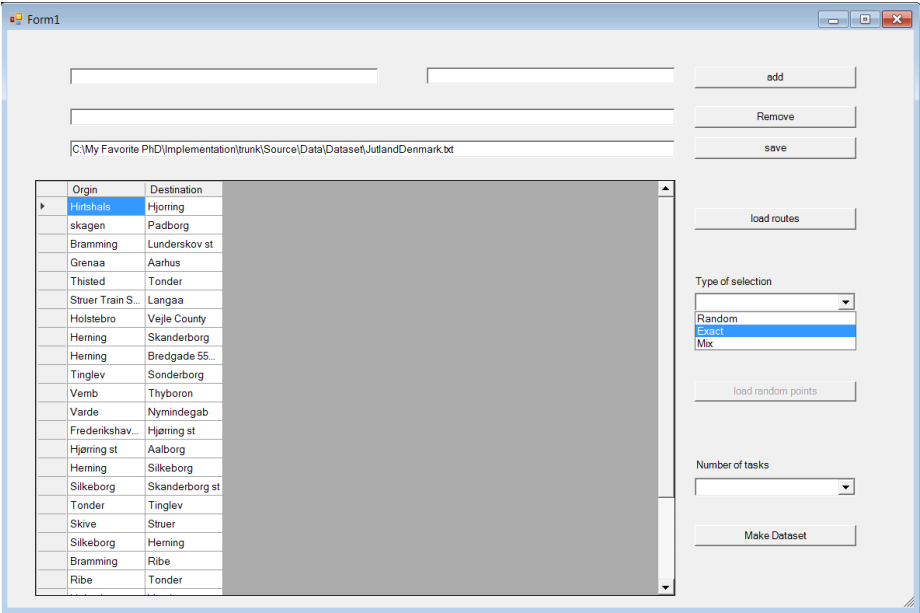 Form1
add
Remove
C:\My Favorite PhD\Implementation\trunk\Source\Data\Dataset\JutlandDenmark.txt
save
Orgin Destination
Hirtshals Hjorring
skagen Padborg
Bramming Lunderskov st
Grenaa Aarhus
Thisted Tonder
Struer Train S... Langaa
Holstebro Vejle County
Herning Skanderborg
Herning Bredgade 55...
Tinglev Sonderborg
Vemb Thyboron
Varde Nymindegab
Frederikshav... Hjørring st
Hjørring st Aalborg
Herning Silkeborg
Silkeborg Skanderborg st
Tonder Tinglev
Skive Struer
Silkeborg Herning
Bramming Ribe
Ribe Tonder
load routes
Type of selection
Random
Exact
Mix
load random points
Number of tasks
Make Dataset